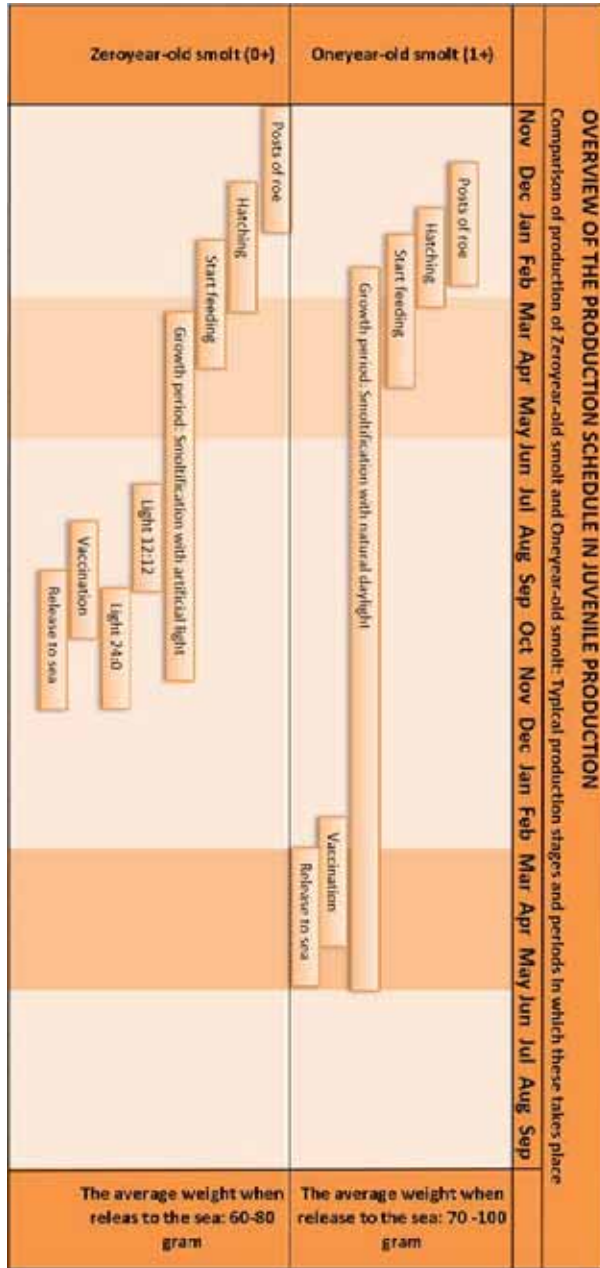 OVERVIEW OF THE PRODUCTION SCHEDULE IN JUVENILE PRODUCTION
Comparison of production of Zeroyear-old smolt and Oneyear-old smolt: Typical production stages and periods in which these takes place
Nov Dec Jan Feb Mar Apr May Jun Jul Aug Sep Oct Nov Dec Jan Feb Mar Apr May Jun Jul Aug Sep
Oneyear-old smolt (1+)
Posts of roe
Hatching
Start feeding
Growth period: Smoltification with natural daylight
Vaccination
Release to sea
The average weight when
release to the sea: 70 -100
gram
Zeroyear-old smolt (0+)
Posts of roe
Hatching
Start feeding
Growth period: Smoltification with artificial light
Light 12:12
Light 24:0
Vaccination
Release to sea
The average weight when
releas to the sea: 60-80
gram